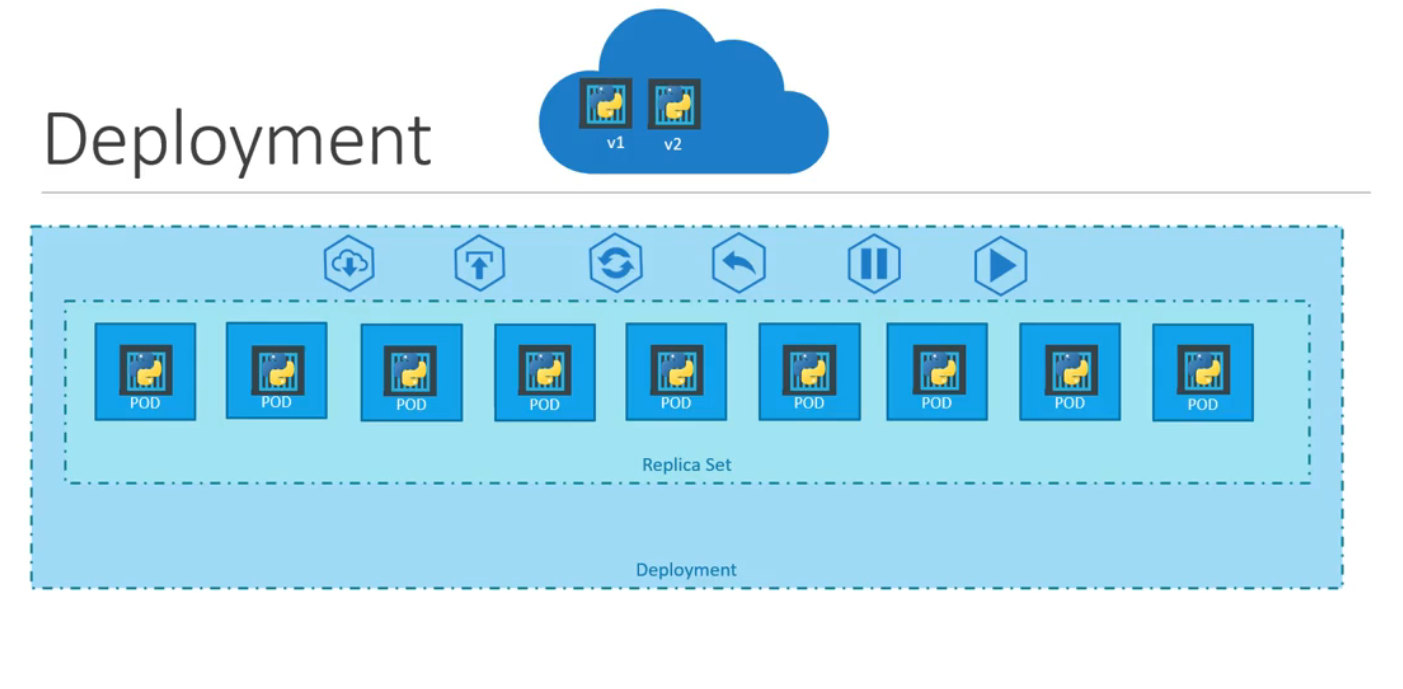 Deployment
v1 v2
POD POD POD POD POD POD POD POD POD
Replica Set
Deployment